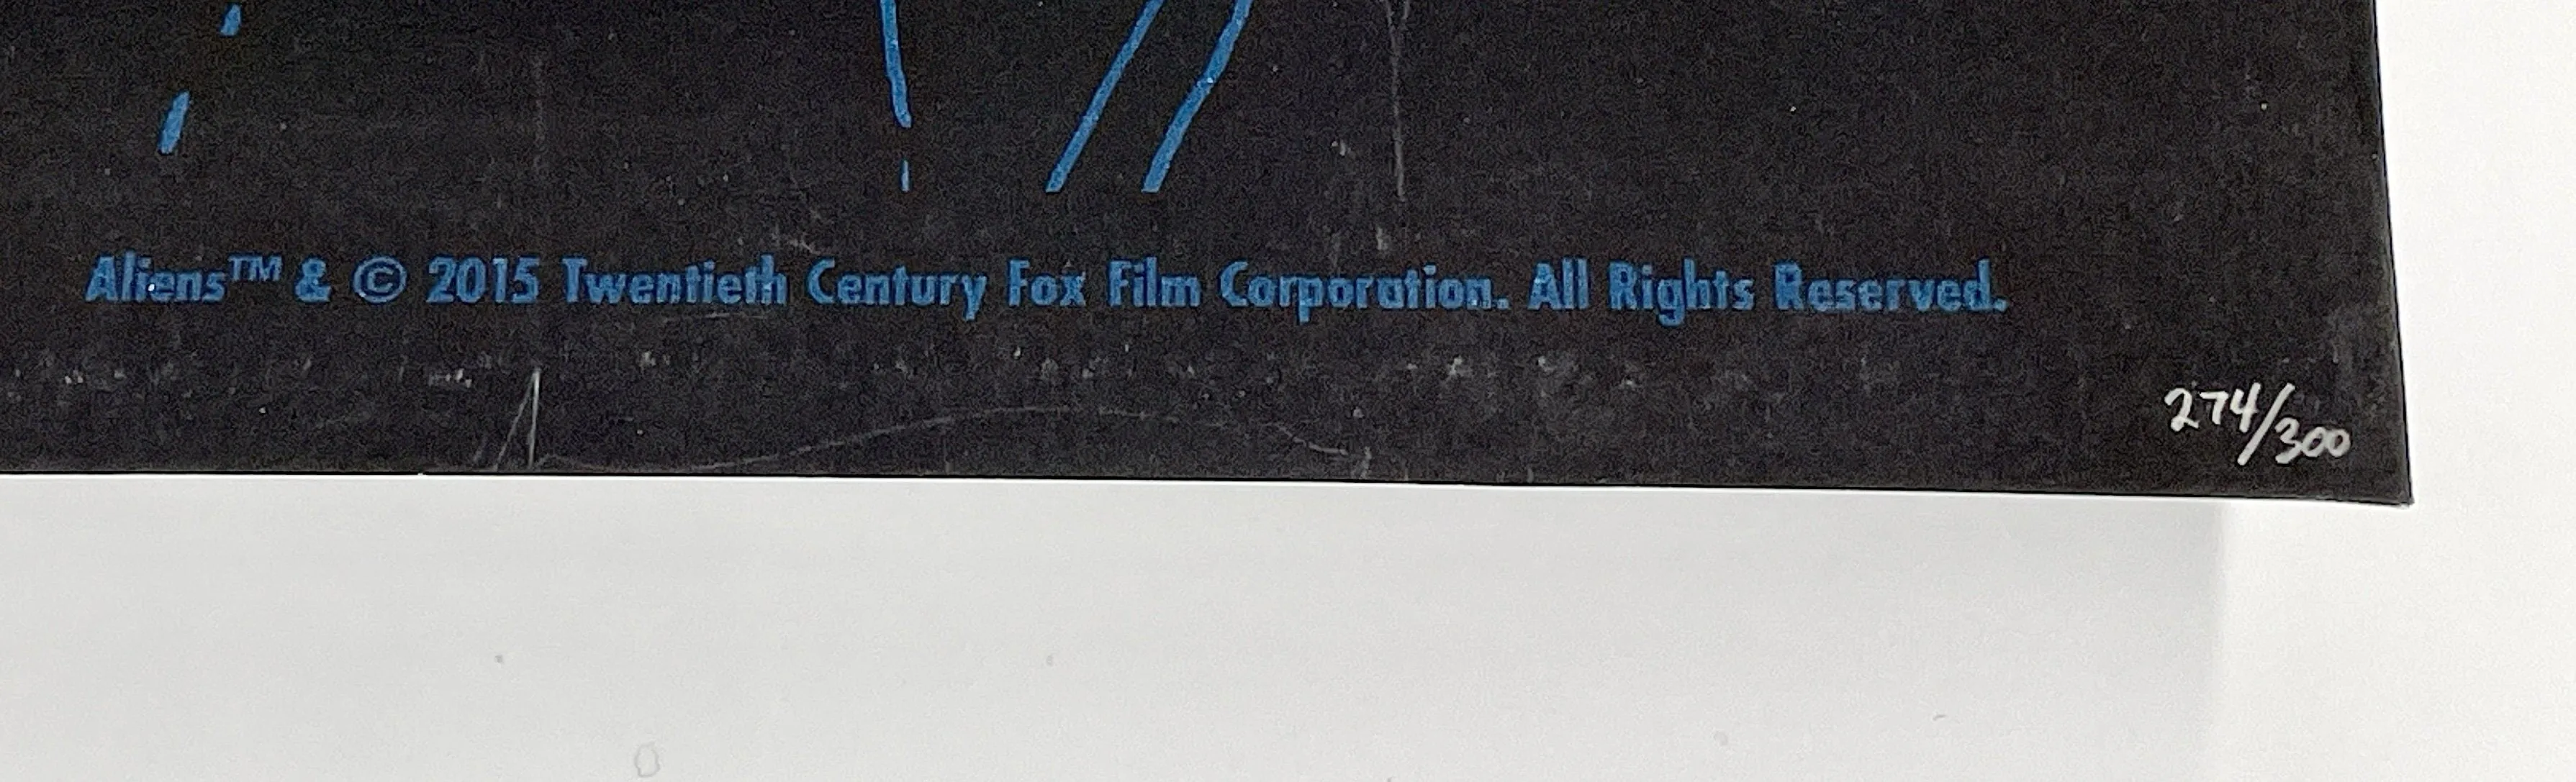 Aliens™ & © 2015 Twentieth Century Fox Film Corporation. All Rights Reserved.
274/300